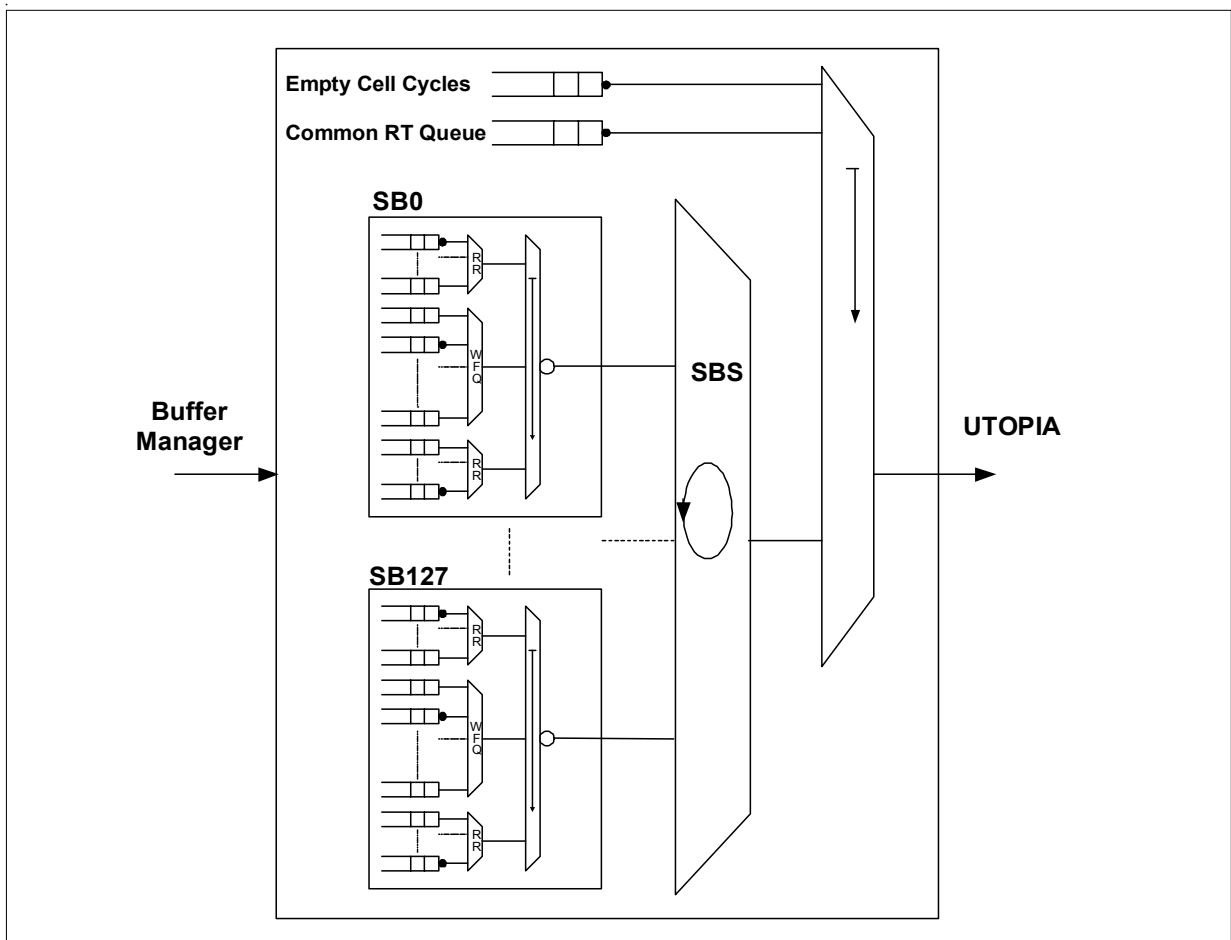 Empty Cell Cycles
Common RT Queue
SB0
R
R
W
F
Q
R
R
SBS
Buffer
Manager
UTOPIA
SB127
R
R
W
F
Q
R
R